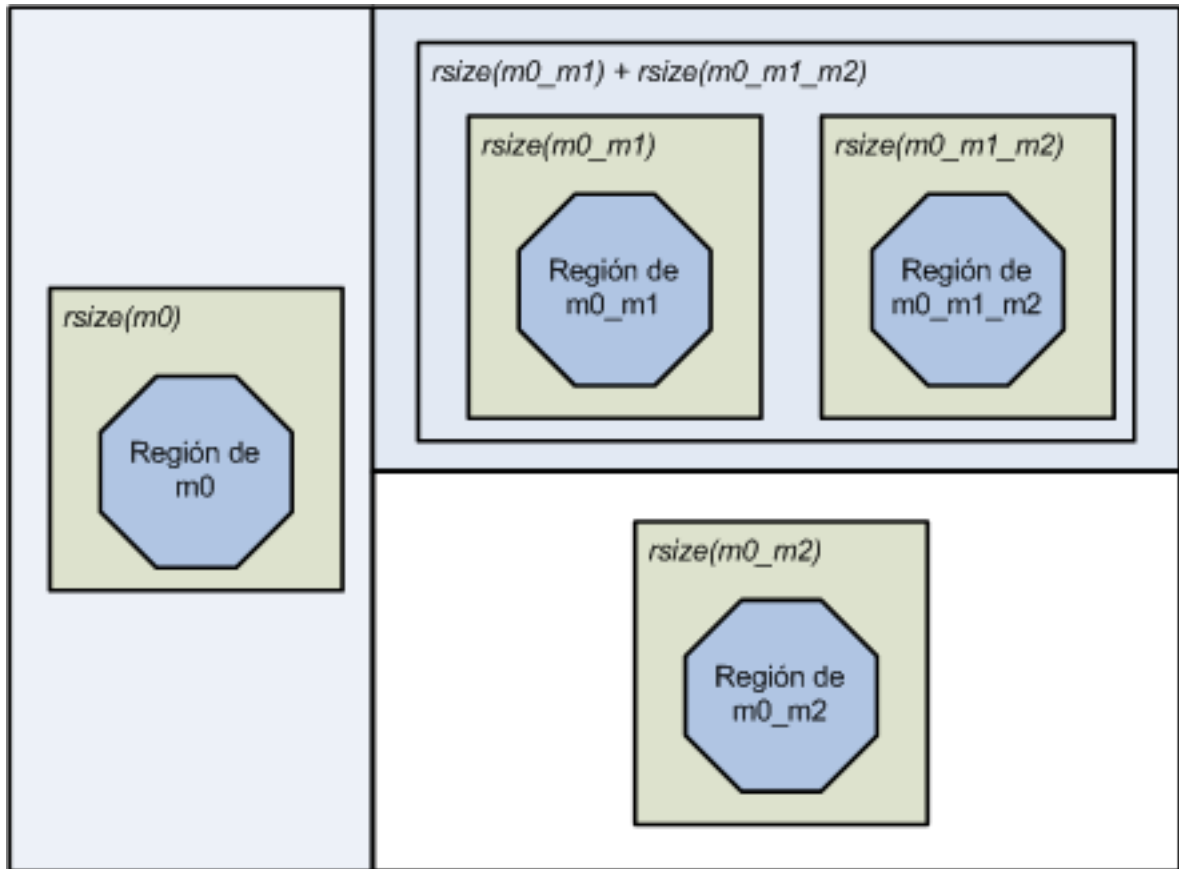 rsize(m0_m1) + rsize(m0_m1_m2)
rsize(m0_m1)
Región de
m0_m1
rsize(m0_m1_m2)
Región de
m0_m1_m2
rsize(m0)
Región de
m0
rsize(m0_m2)
Región de
m0_m2